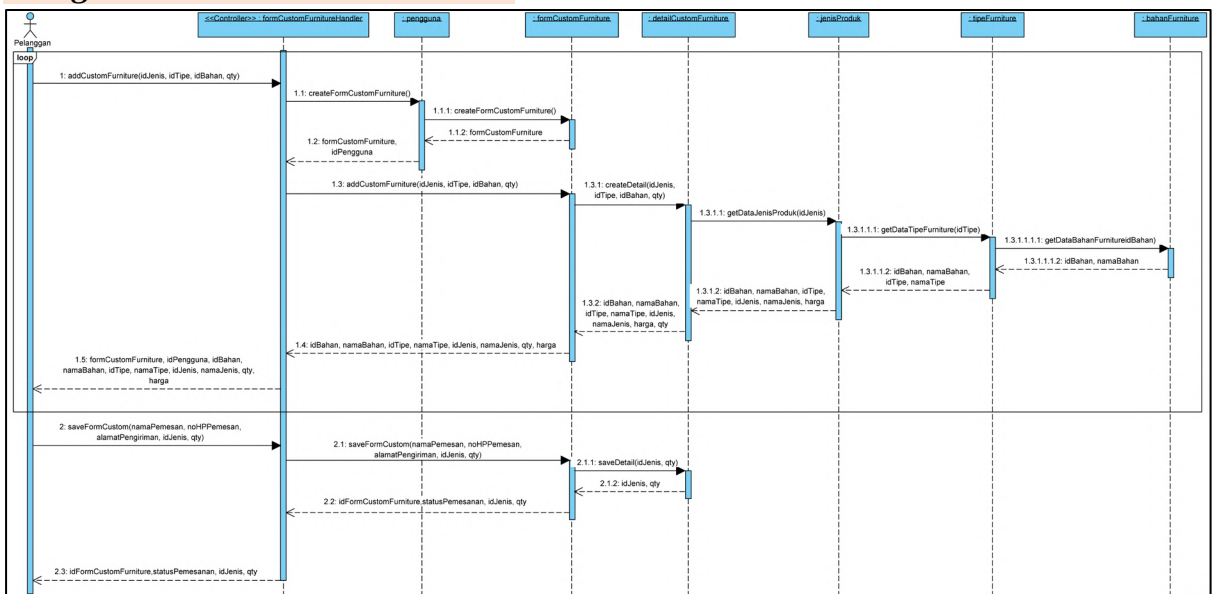 Pelanggan
<<Controller>> : formCustomFurnitureHandler
: pengguna
: formCustomFurniture
: detailCustomFurniture
: jenisProduk
: tipeFurniture
: bahanFurniture
loop
1: addCustomFurniture(idJenis, idTipe, idBahan, qty)
1.1: createFormCustomFurniture()
1.1.1: createFormCustomFurniture()
1.1.2: formCustomFurniture
1.2: formCustomFurniture,
idPengguna
1.3: addCustomFurniture(idJenis, idTipe, idBahan, qty)
1.3.1: createDetail(idJenis,
idTipe, idBahan, qty)
1.3.1.1: getDataJenisProduk(idJenis)
1.3.1.1.1: getDataTipeFurniture(idTipe)
1.3.1.1.1.1: getDataBahanFurnitureidBahan)
1.3.1.1.1.2: idBahan, namaBahan
1.3.1.1.2: idBahan, namaBahan,
idTipe, namaTipe
1.3.1.2: idBahan, namaBahan, idTipe,
namaTipe, idJenis, namaJenis, harga
1.3.2: idBahan, namaBahan,
idTipe, namaTipe, idJenis,
namaJenis, harga, qty
1.4: idBahan, namaBahan, idTipe, namaTipe, idJenis, namaJenis, qty, harga
1.5: formCustomFurniture, idPengguna, idBahan,
namaBahan, idTipe, namaTipe, idJenis, namaJenis, qty,
harga
2: saveFormCustom(namaPemesan, noHPPemesan,
alamatPengiriman, idJenis, qty)
2.1: saveFormCustom(namaPemesan, noHPPemesan,
alamatPengiriman, idJenis, qty)
2.1.1: saveDetail(idJenis, qty)
2.1.2: idJenis, qty
2.2: idFormCustomFurniture,statusPemesanan, idJenis, qty
2.3: idFormCustomFurniture,statusPemesanan, idJenis, qty